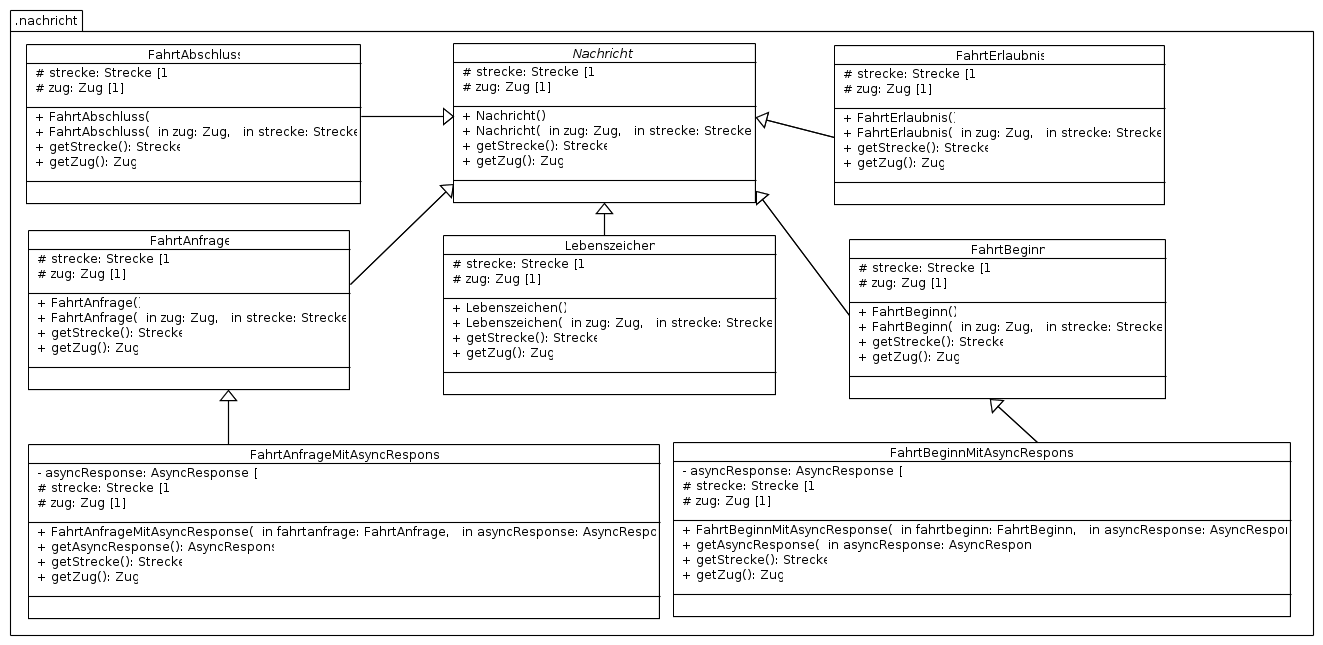 .nachricht
FahrtAbschluss
# strecke: Strecke [1
# zug: Zug [1]
+ FahrtAbschluss(
+ FahrtAbschluss( in zug: Zug, in strecke: Strecke
+ getStrecke(): Strecke
+ getZug(): Zug
Nachricht
# strecke: Strecke [1
# zug: Zug [1]
+ Nachricht()
+ Nachricht( in zug: Zug, in strecke: Strecke
+ getStrecke(): Strecke
+ getZug(): Zug
FahrtErlaubnis
# strecke: Strecke [1
# zug: Zug [1]
+ FahrtErlaubnis()
+ FahrtErlaubnis( in zug: Zug, in strecke: Strecke
+ getStrecke(): Strecke
+ getZug(): Zug
FahrtAnfrage
# strecke: Strecke [1
# zug: Zug [1]
+ FahrtAnfrage()
+ FahrtAnfrage( in zug: Zug, in strecke: Strecke
+ getStrecke(): Strecke
+ getZug(): Zug
Lebenszeichen
# strecke: Strecke [1
# zug: Zug [1]
+ Lebenszeichen()
+ Lebenszeichen( in zug: Zug, in strecke: Strecke
+ getStrecke(): Strecke
+ getZug(): Zug
FahrtBeginn
# strecke: Strecke [1
# zug: Zug [1]
+ FahrtBeginn()
+ FahrtBeginn( in zug: Zug, in strecke: Strecke
+ getStrecke(): Strecke
+ getZug(): Zug
FahrtAnfrageMitAsyncRespons
- asyncResponse: AsyncResponse [
# strecke: Strecke [1
# zug: Zug [1]
+ FahrtAnfrageMitAsyncResponse( in fahrtanfrage: FahrtAnfrage, in asyncResponse: AsyncRespo
+ getAsyncResponse(): AsyncRespons
+ getStrecke(): Strecke
+ getZug(): Zug
FahrtBeginnMitAsyncRespons
- asyncResponse: AsyncResponse [
# strecke: Strecke [1
# zug: Zug [1]
+ FahrtBeginnMitAsyncResponse( in fahrtbeginn: FahrtBeginn, in asyncResponse: AsyncRespon
+ getAsyncResponse( in asyncResponse: AsyncRespon
+ getStrecke(): Strecke
+ getZug(): Zug